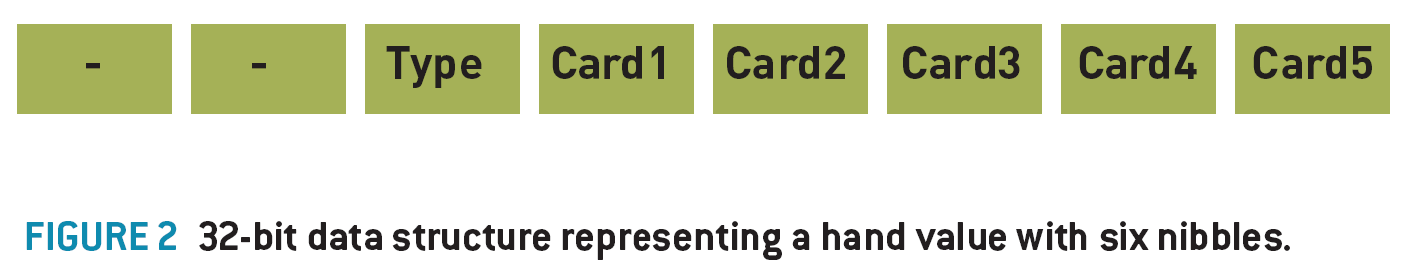 - - Type Card1 Card2 Card3 Card4 Card5
FIGURE 2 32-bit data structure representing a hand value with six nibbles.